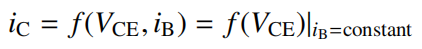 i_C = f(V_CE, i_B) = f(V_CE)|_{i_B=constant}